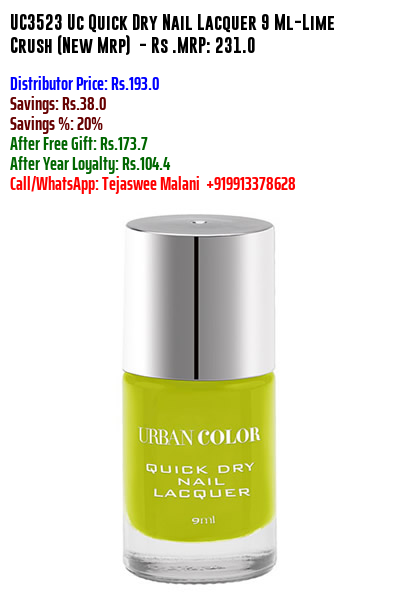 UC3523 Uc Quick Dry Nail Lacquer 9 Ml-Lime
Crush (New Mrp) - Rs .MRP: 231.0
Distributor Price: Rs.193.0
Savings: Rs.38.0
Savings %: 20%
After Free Gift: Rs.173.7
After Year Loyalty: Rs.104.4
Call/WhatsApp: Tejaswee Malani +919913378628
URBAN COLOR
QUICK DRY
NAIL
LACQUER
9ml